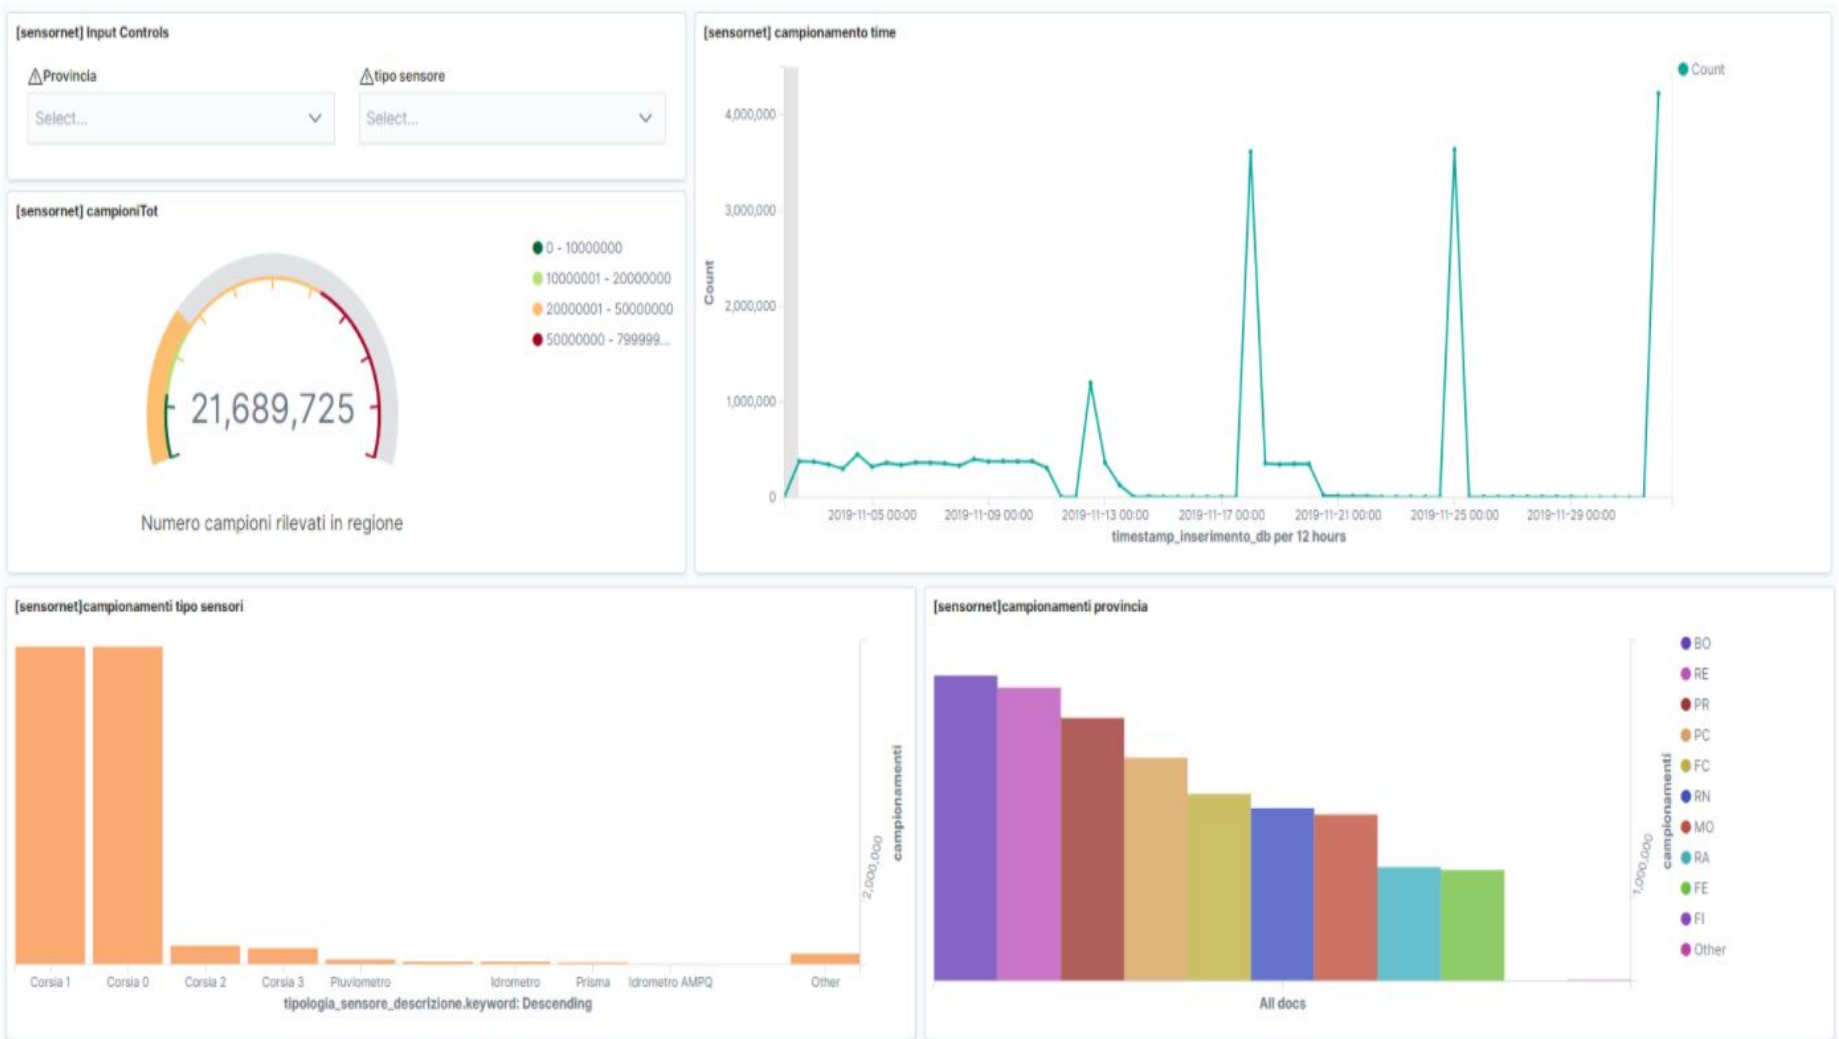 [sensornet] Input Controls
Provincia
tipo sensore
Select...
Select...
[sensornet] campioniTot
0 - 10000000
10000001 - 20000000
20000001 - 50000000
50000000 - 799999...
21,689,725
Numero campioni rilevati in regione
[sensornet] campionamento time
Count
4,000,000
3,000,000
2,000,000
1,000,000
0
Count
2019-11-05 00:00
2019-11-09 00:00
2019-11-13 00:00
2019-11-17 00:00
2019-11-21 00:00
2019-11-25 00:00
2019-11-29 00:00
timestamp_inserimento_db per 12 hours
[sensornet]campionamenti tipo sensori
2,000,000
campionamenti
Corsia 1
Corsia 0
Corsia 2
Corsia 3
Pluviometro
Idrometro
Prisma
Idrometro AMPQ
Other
tipologia_sensore_descrizione.keyword: Descending
[sensornet]campionamenti provincia
1,000,000
campionamenti
BO
RE
PR
PC
FC
RN
MO
RA
FE
FI
Other
All docs